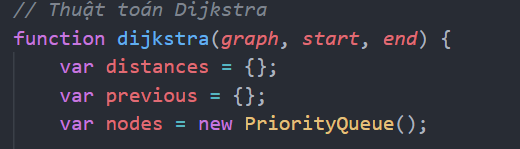 // Thuật toán Dijkstra
function dijkstra(graph, start, end) {
    var distances = {};
    var previous = {};
    var nodes = new PriorityQueue();